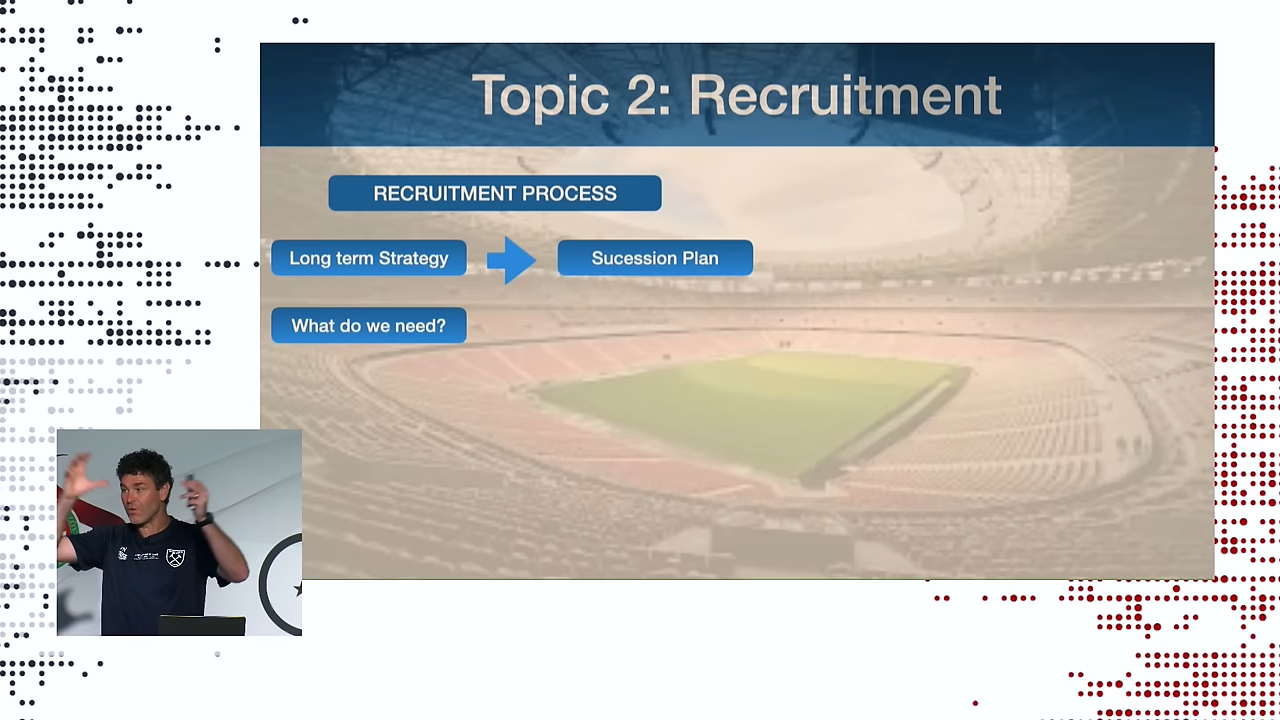 Topic 2: Recruitment
RECRUITMENT PROCESS
Long term Strategy
Sucession Plan
What do we need?